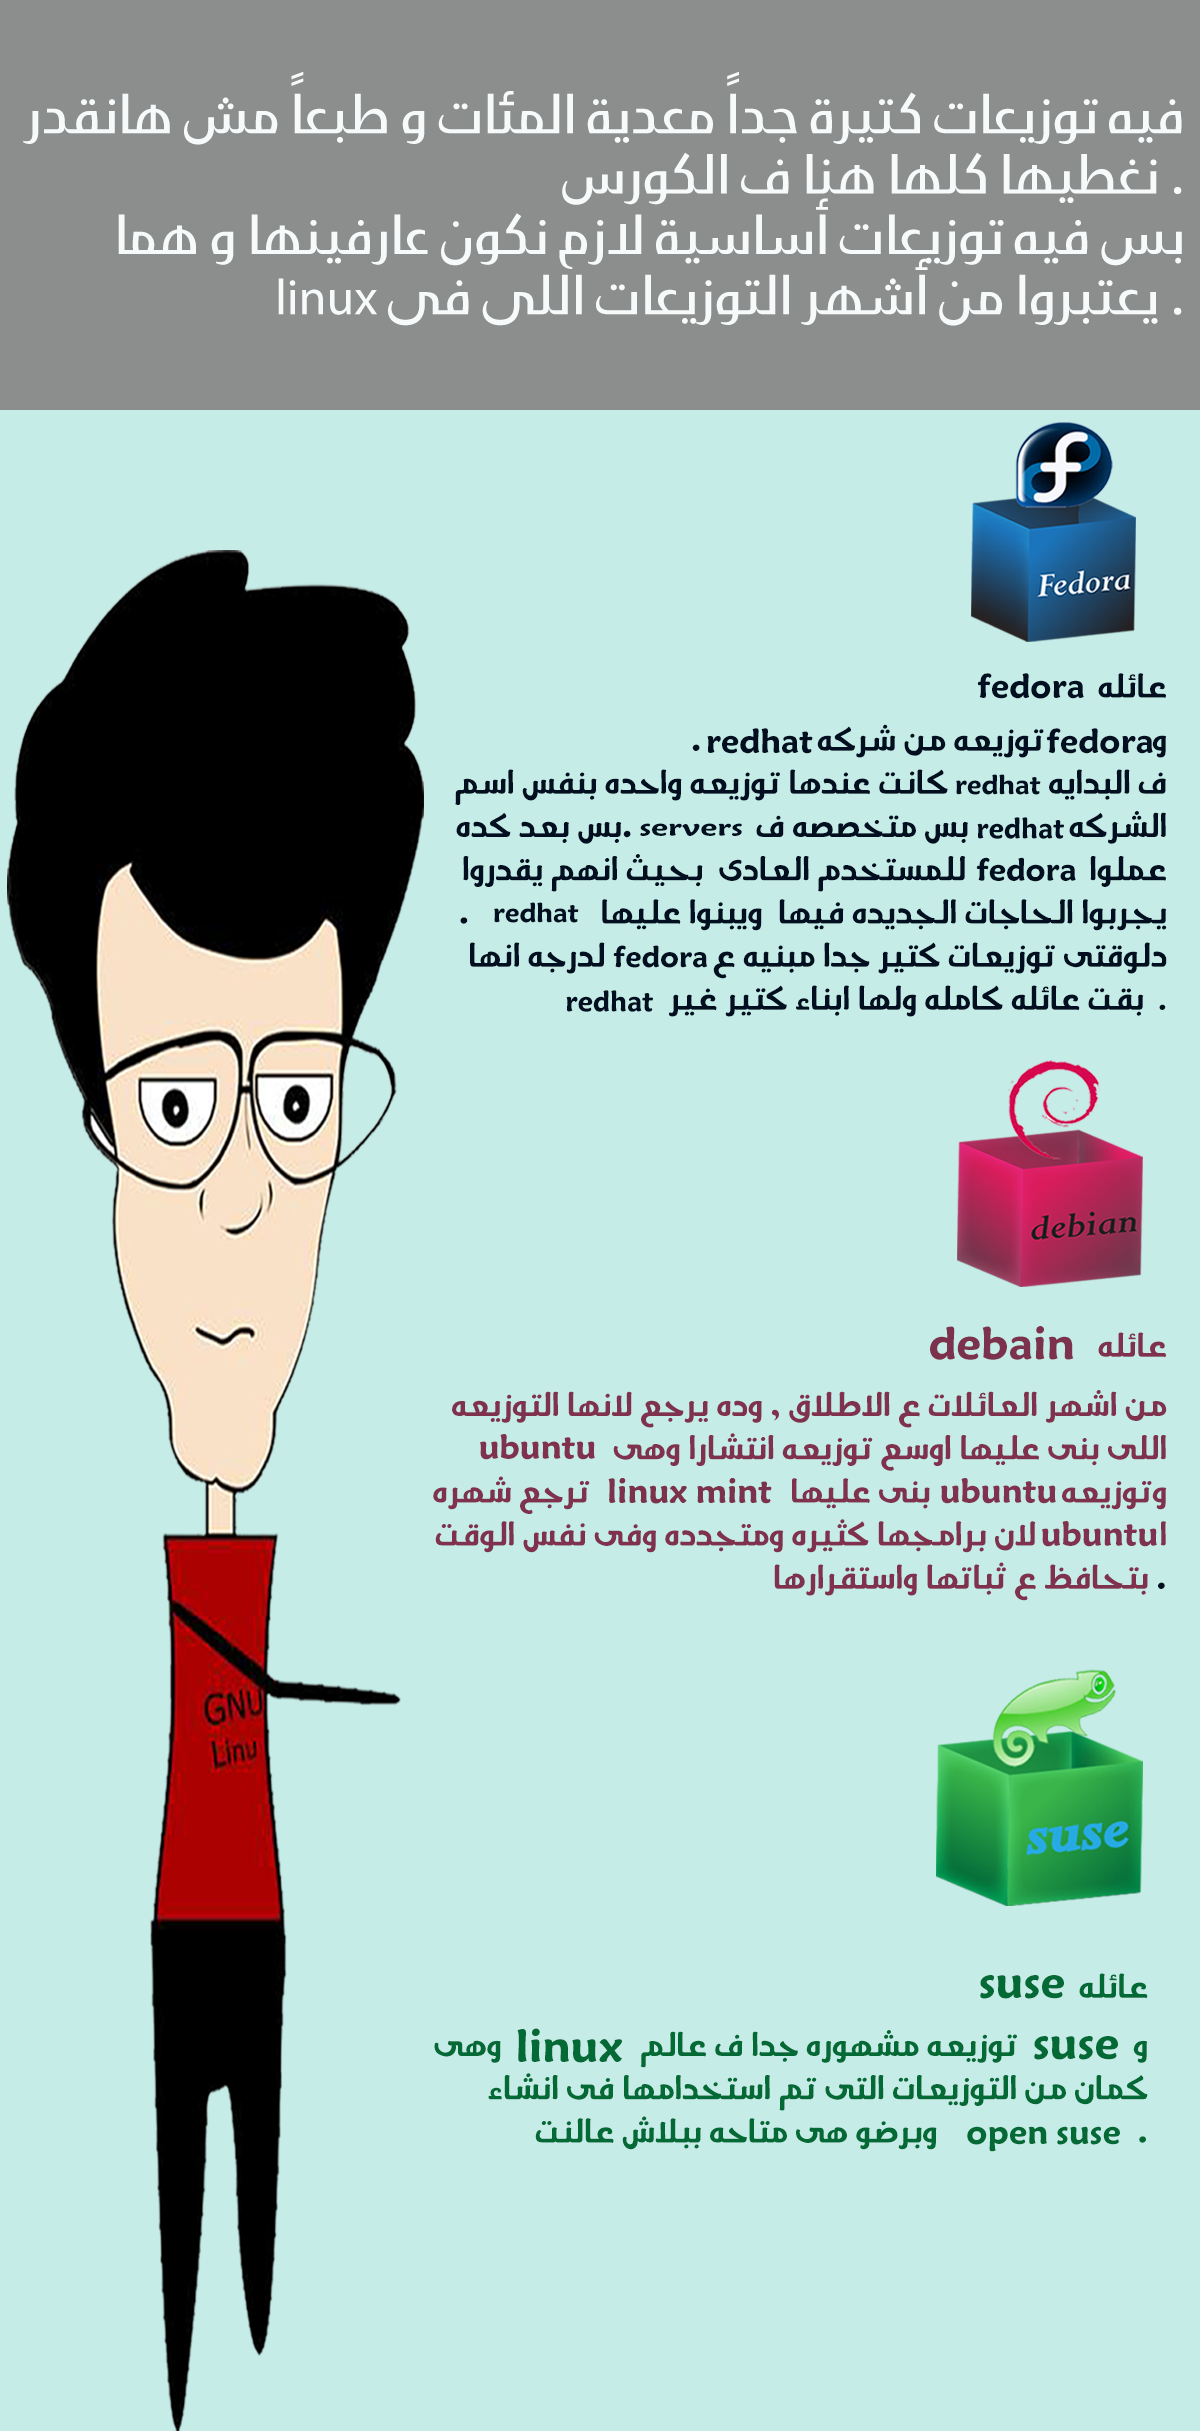 فيه توزيعات كتيرة جداً معدية المئات و طبعاً مش هانقدر
. نغطيها كلها هنا ف الكورس
بس فيه توزيعات أساسية لازم نكون عارفينها و هما
. يعتبروا من أشهر التوزيعات اللى فى linux
Fedora
عائله fedora
وfedora توزيعه من شركه redhat .
ف البدايه redhat كانت عندها توزيعه واحده بنفس اسم
الشركه redhat بس متخصصه ف servers .بس بعد كده
عملوا fedora للمستخدم العادى بحيث انهم يقدروا
يجربوا الحاجات الجديده فيها ويبنوا عليها redhat .
دلوقتى توزيعات كتير جدا مبنيه ع fedora لدرجه انها
. بقت عائله كامله ولها ابناء كتير غير redhat
debian
عائله debain
من اشهر العائلات ع الاطلاق , وده يرجع لانها التوزيعه
اللى بنى عليها اوسع توزيعه انتشارا وهى ubuntu
وتوزيعه ubuntu بنى عليها linux mint ترجع شهره
اubuntu لان برامجها كثيره ومتجدده وفى نفس الوقت
. بتحافظ ع ثباتها واستقرارها
GNU
Linu
suse
عائله suse
و suse توزيعه مشهوره جدا ف عالم linux وهى
كمان من التوزيعات التى تم استخدامها فى انشاء
. open suse وبرضو هى متاحه ببلاش عالنت